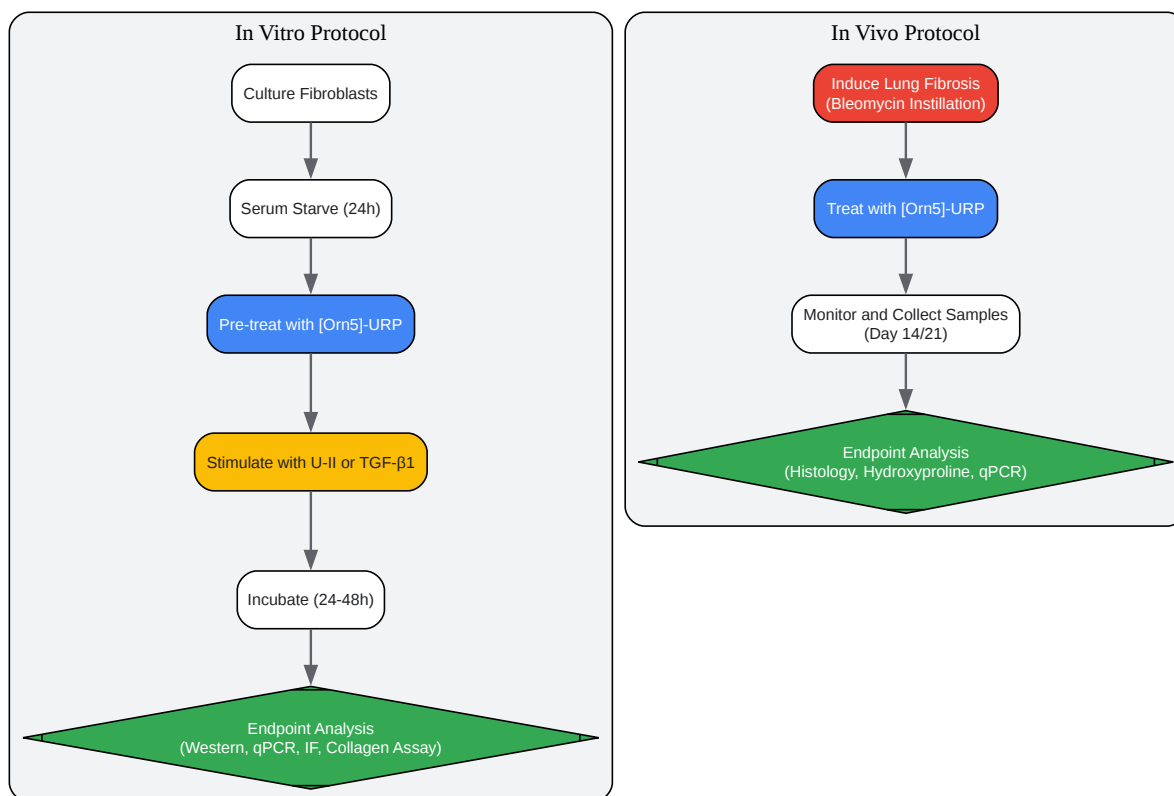 In Vitro Protocol
Culture Fibroblasts
Serum Starve (24h)
Pre-treat with [Orn5]-URP
Stimulate with U-II or TGF-β1
Incubate (24-48h)
Endpoint Analysis
(Western, qPCR, IF, Collagen Assay)
In Vivo Protocol
Induce Lung Fibrosis
(Bleomycin Instillation)
Treat with [Orn5]-URP
Monitor and Collect Samples
(Day 14/21)
Endpoint Analysis
(Histology, Hydroxyproline, qPCR)